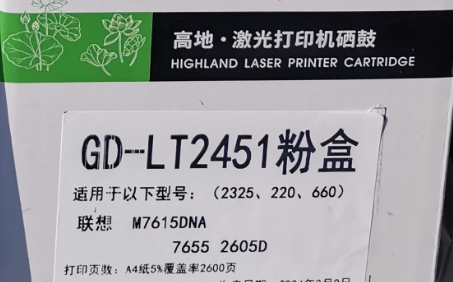 高地·激光打印机硒鼓
HIGHLAND LASER PRINTER CARTRIDGE
GD-LT2451粉盒
适用于以下型号：（2325、220、660）
联想 M7615DNA
7655 2605D
打印页数：A4纸5%覆盖率2600页